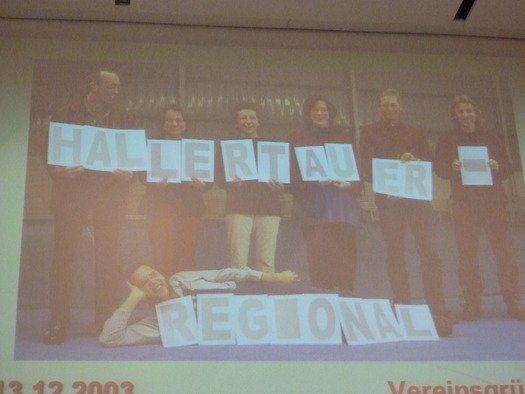 HALLERTAUER-
REGIONAL
13.12.2003 Vereinsgrü